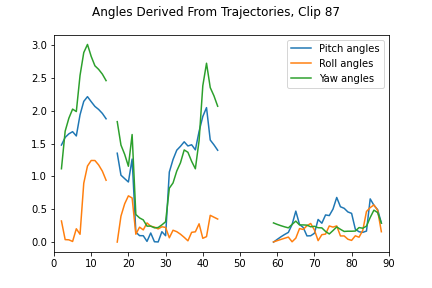 Angles Derived From Trajectories, Clip 87
Pitch angles
Roll angles
Yaw angles
3.0
2.5
2.0
1.5
1.0
0.5
0.0
0 10 20 30 40 50 60 70 80 90